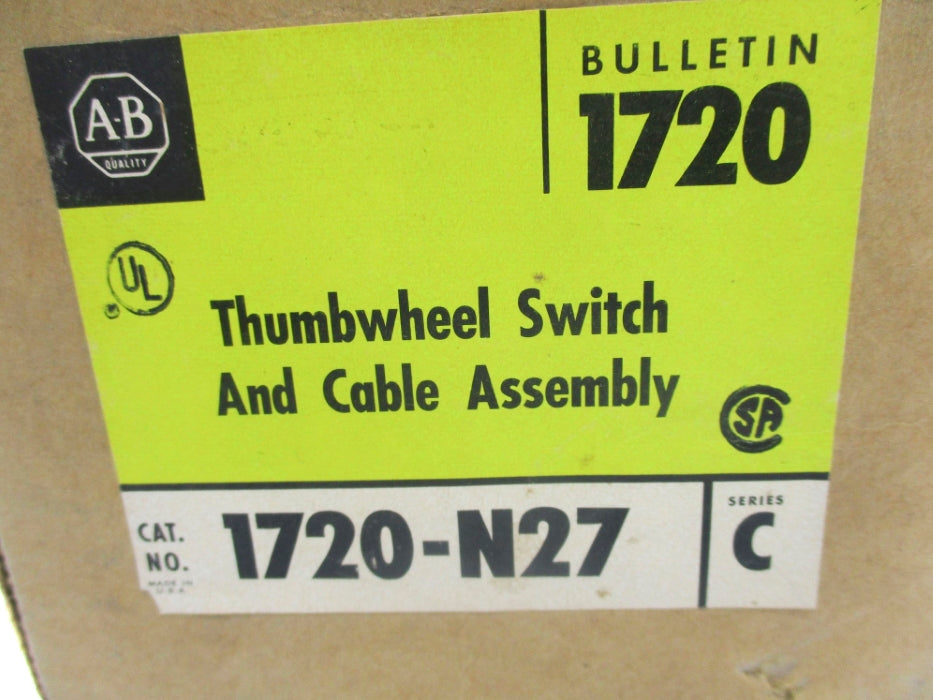 A-B
QUALITY
BULLETIN
1720
UL
®
Thumbwheel Switch
And Cable Assembly
SA
CAT.
NO.
1720-N27
SERIES
C
MADE IN
U.S.A.